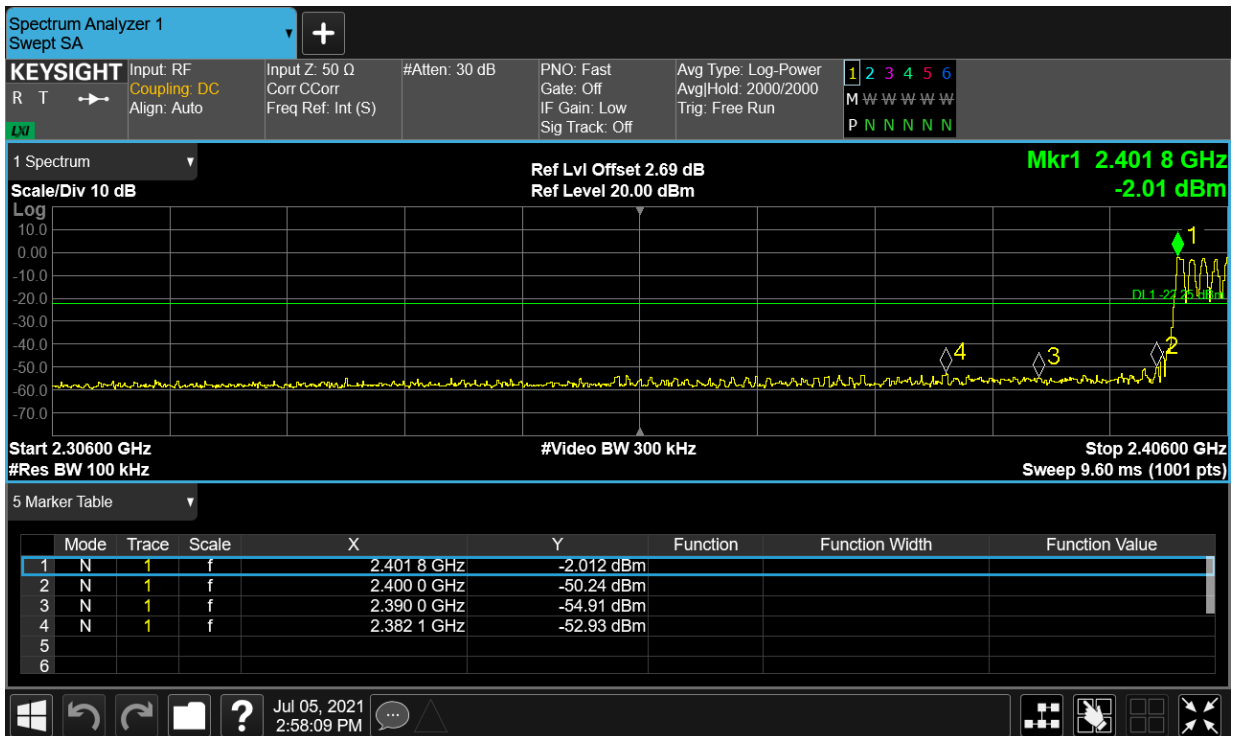 Spectrum Analyzer 1
Swept SA
KEYSIGHT
R T
LXI
Input: RF
Coupling: DC
Align: Auto
Input Z: 50 Ω
Corr CCorr
Freq Ref: Int (S)
#Atten: 30 dB
PNO: Fast
Gate: Off
IF Gain: Low
Sig Track: Off
Avg Type: Log-Power
Avg|Hold: 2000/2000
Trig: Free Run
1 2 3 4 5 6
M W W W W W
P N N N N N
1 Spectrum
Scale/Div 10 dB
Ref Lvl Offset 2.69 dB
Ref Level 20.00 dBm
Mkr1 2.401 8 GHz
-2.01 dBm
Log
10.0
0.00
-10.0
-20.0
-30.0
-40.0
-50.0
-60.0
-70.0
1
DL1 -22.25 dBm
4
3
2
Start 2.30600 GHz
#Res BW 100 kHz
#Video BW 300 kHz
Stop 2.40600 GHz
Sweep 9.60 ms (1001 pts)
5 Marker Table
Mode Trace Scale X Y Function Function Width Function Value
1 N 1 f 2.401 8 GHz -2.012 dBm
2 N 1 f 2.400 0 GHz -50.24 dBm
3 N 1 f 2.390 0 GHz -54.91 dBm
4 N 1 f 2.382 1 GHz -52.93 dBm
5
6
?
Jul 05, 2021
2:58:09 PM